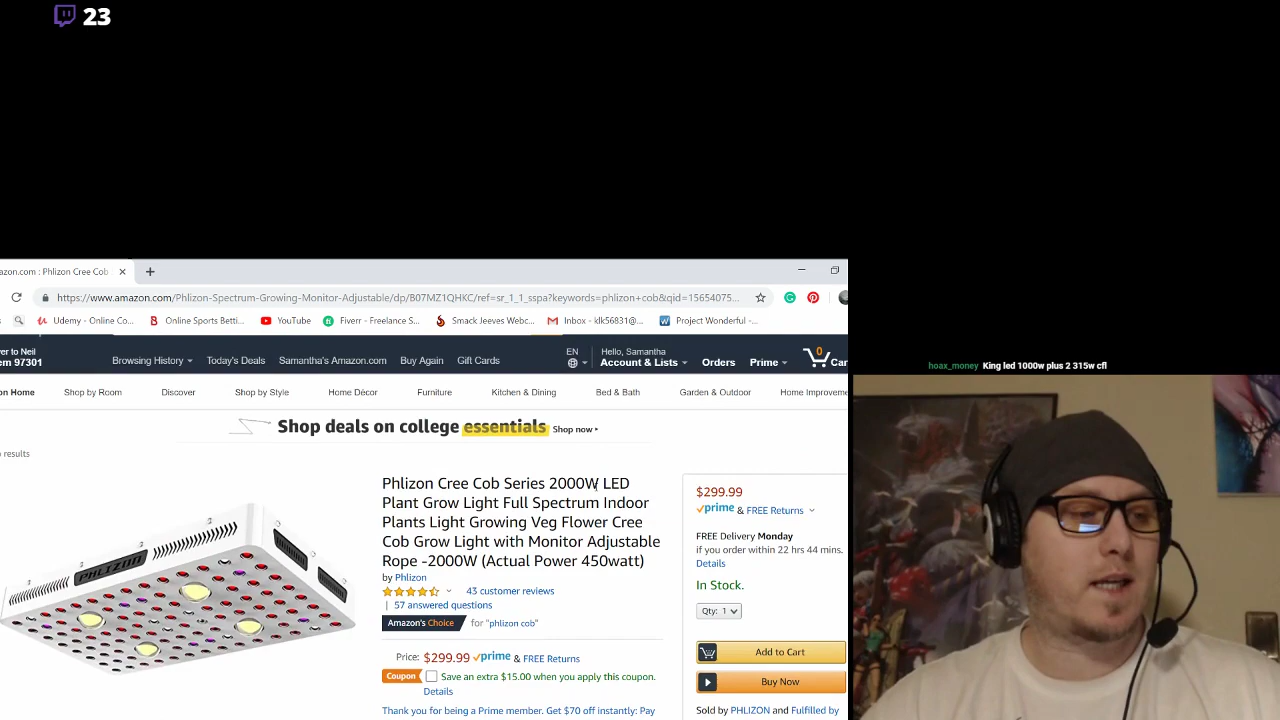 23
azon.com : Phlizon Cree Cob
https://www.amazon.com/Phlizon-Spectrum-Growing-Monitor-Adjustable/dp/B07MZ1QHKC/ref=sr_1_1_sspa?keywords=phlizon+cob&qid=15654075...
Udemy - Online Co... Online Sports Betti... YouTube Fiverr - Freelance S... Smack Jeeves Webc... Inbox - klk56831@... Project Wonderful -...
er to Neil
em 97301
Browsing History Today's Deals Samantha's Amazon.com Buy Again Gift Cards
EN
Hello, Samantha
Account & Lists Orders Prime 0 Car
on Home Shop by Room Discover Shop by Style Home Décor Furniture Kitchen & Dining Bed & Bath Garden & Outdoor Home Improveme
Shop deals on college essentials Shop now
results
Phlizon Cree Cob Series 2000W LED
Plant Grow Light Full Spectrum Indoor
Plants Light Growing Veg Flower Cree
Cob Grow Light with Monitor Adjustable
Rope -2000W (Actual Power 450watt)
by Phlizon
43 customer reviews
| 57 answered questions
Amazon's Choice for "phlizon cob"
Price: $299.99 prime & FREE Returns
Coupon Save an extra $15.00 when you apply this coupon.
Details
Thank you for being a Prime member. Get $70 off instantly: Pay
PHLIZON
$299.99
prime & FREE Returns
FREE Delivery Monday
if you order within 22 hrs 44 mins.
Details
In Stock.
Qty: 1
Add to Cart
Buy Now
Sold by PHLIZON and Fulfilled by
hoax_money King led 1000w plus 2 315w cfl